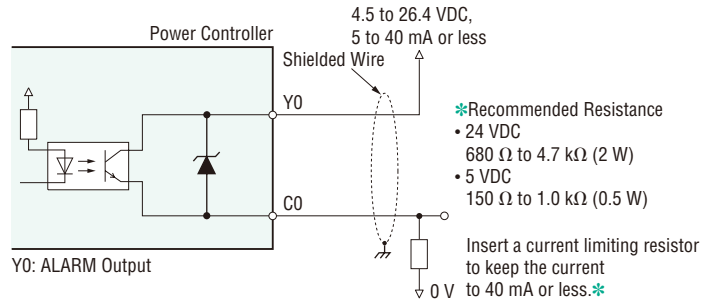 4.5 to 26.4 VDC,
5 to 40 mA or less
Power Controller
Shielded Wire
Y0
✻Recommended Resistance
• 24 VDC
680 Ω to 4.7 kΩ (2 W)
• 5 VDC
150 Ω to 1.0 kΩ (0.5 W)
C0
Y0: ALARM Output
Insert a current limiting resistor
to keep the current
to 40 mA or less.✻
0 V